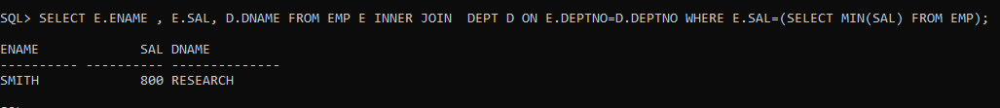 SQL> SELECT E.ENAME , E.SAL, D.DNAME FROM EMP E INNER JOIN  DEPT D ON E.DEPTNO=D.DEPTNO WHERE E.SAL=(SELECT MIN(SAL) FROM EMP);
ENAME             SAL DNAME
---------- ---------- --------------
SMITH             800 RESEARCH